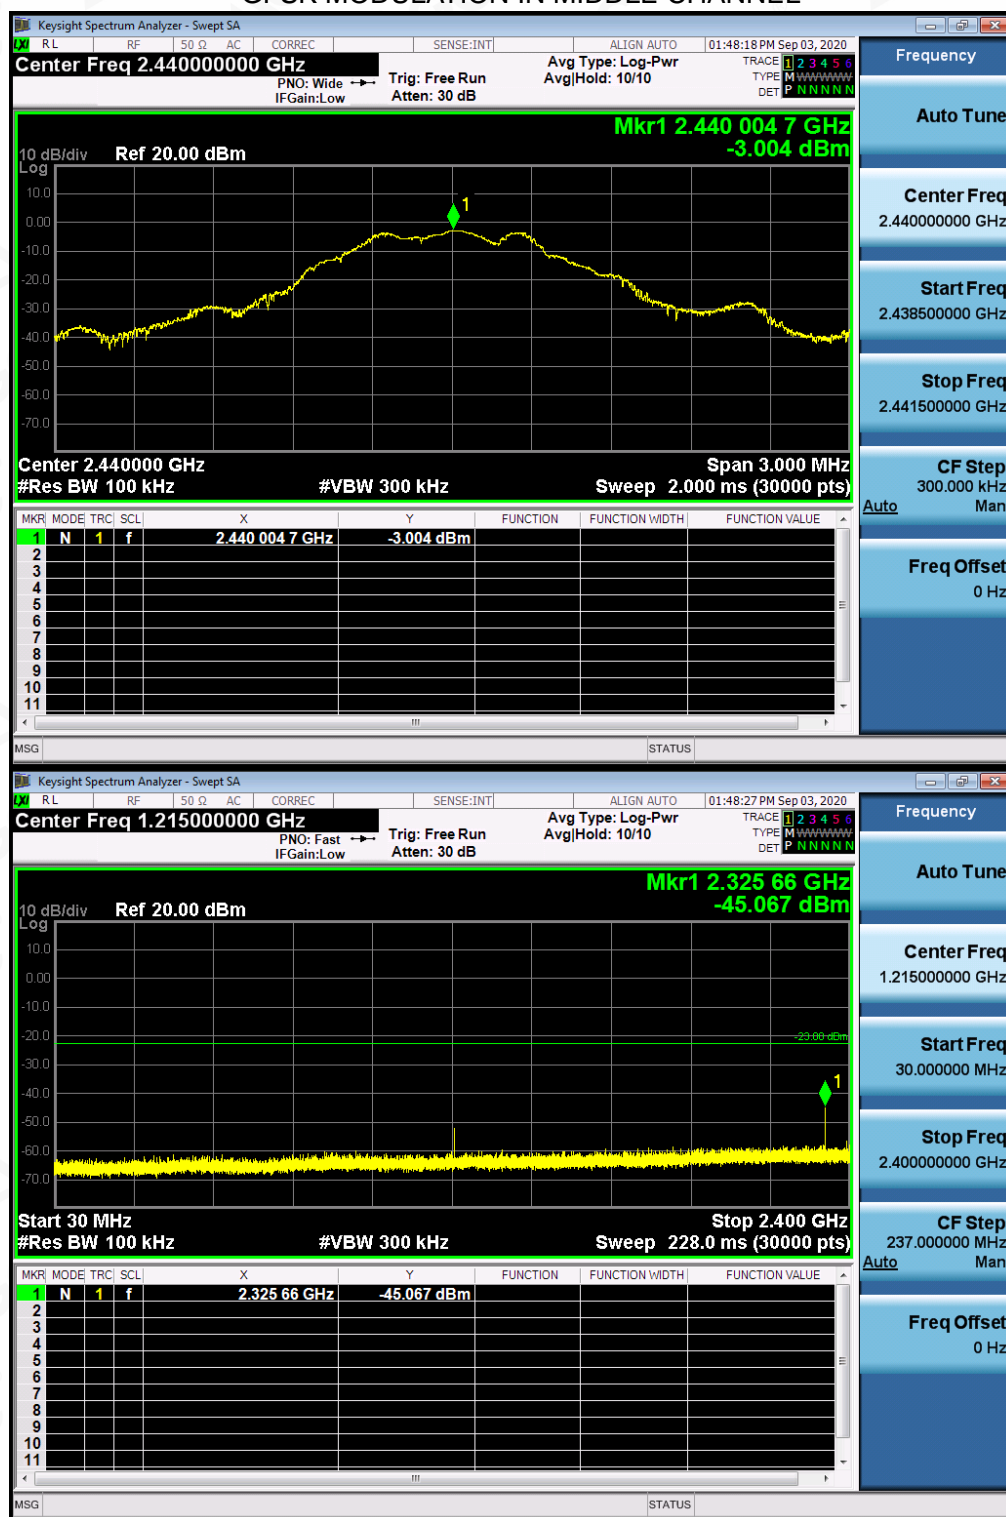 Keysight Spectrum Analyzer - Swept SA
RL RF 50 Ω AC CORREC SENSE:INT ALIGN AUTO 01:48:18 PM Sep 03, 2020
Center Freq 2.440000000 GHz
PNO: Wide
IFGain:Low
Trig: Free Run
Atten: 30 dB
Avg Type: Log-Pwr
Avg|Hold: 10/10
TRACE 1 2 3 4 5 6
TYPE M WWWWW
DET P N N N N N
Mkr1 2.440 004 7 GHz
-3.004 dBm
10 dB/div Ref 20.00 dBm
Log
10.0
0.00
-10.0
-20.0
-30.0
-40.0
-50.0
-60.0
-70.0
1
Center 2.440000 GHz Span 3.000 MHz
#Res BW 100 kHz #VBW 300 kHz Sweep 2.000 ms (30000 pts)
MKR MODE TRC SCL X Y FUNCTION FUNCTION WIDTH FUNCTION VALUE
1 N 1 f 2.440 004 7 GHz -3.004 dBm
2
3
4
5
6
7
8
9
10
11
MSG STATUS
Frequency
Auto Tune
Center Freq
2.440000000 GHz
Start Freq
2.438500000 GHz
Stop Freq
2.441500000 GHz
CF Step
300.000 kHz
Auto Man
Freq Offset
0 Hz
Keysight Spectrum Analyzer - Swept SA
RL RF 50 Ω AC CORREC SENSE:INT ALIGN AUTO 01:48:27 PM Sep 03, 2020
Center Freq 1.215000000 GHz
PNO: Fast
IFGain:Low
Trig: Free Run
Atten: 30 dB
Avg Type: Log-Pwr
Avg|Hold: 10/10
TRACE 1 2 3 4 5 6
TYPE M WWWWW
DET P N N N N N
Mkr1 2.325 66 GHz
-45.067 dBm
10 dB/div Ref 20.00 dBm
Log
10.0
0.00
-10.0
-20.0
-30.0
-40.0
-50.0
-60.0
-70.0
-23.00 dBm
1
Start 30 MHz Stop 2.400 GHz
#Res BW 100 kHz #VBW 300 kHz Sweep 228.0 ms (30000 pts)
MKR MODE TRC SCL X Y FUNCTION FUNCTION WIDTH FUNCTION VALUE
1 N 1 f 2.325 66 GHz -45.067 dBm
2
3
4
5
6
7
8
9
10
11
MSG STATUS
Frequency
Auto Tune
Center Freq
1.215000000 GHz
Start Freq
30.000000 MHz
Stop Freq
2.400000000 GHz
CF Step
237.000000 MHz
Auto Man
Freq Offset
0 Hz